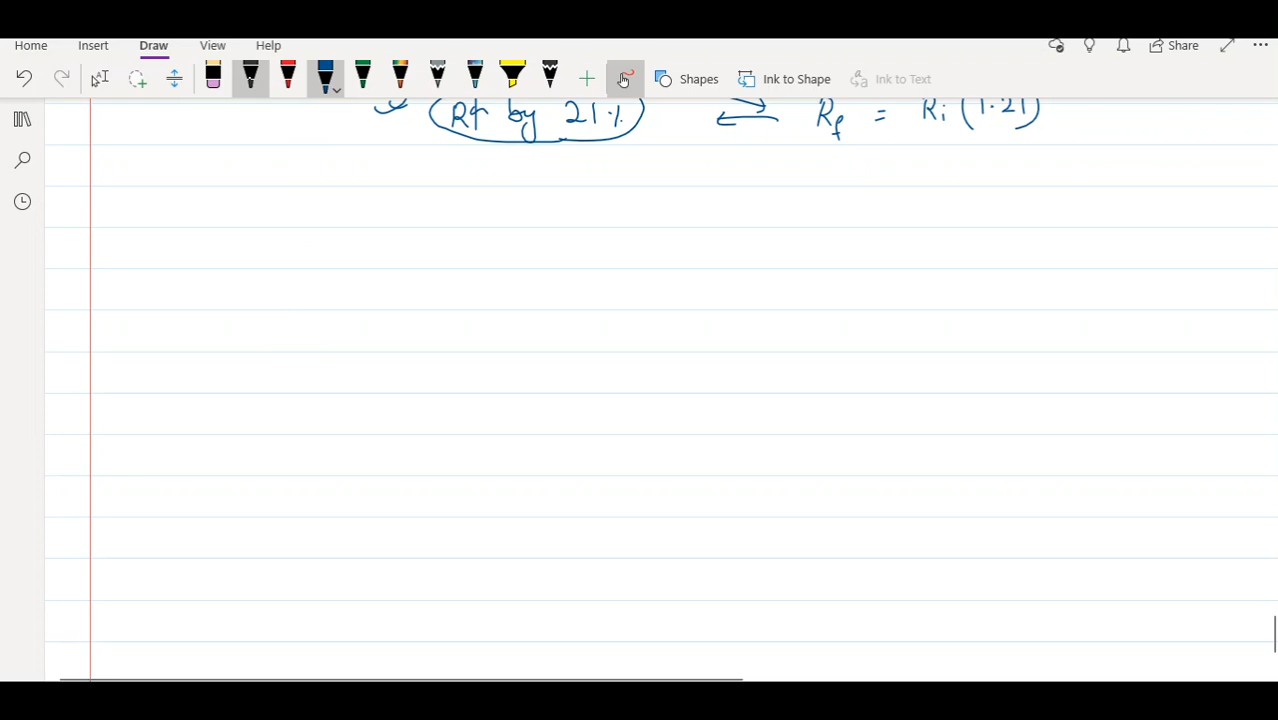 Home Insert Draw View Help Share
Shapes Ink to Shape Ink to Text
R↑ by 21% Rf = Ri (1.21)